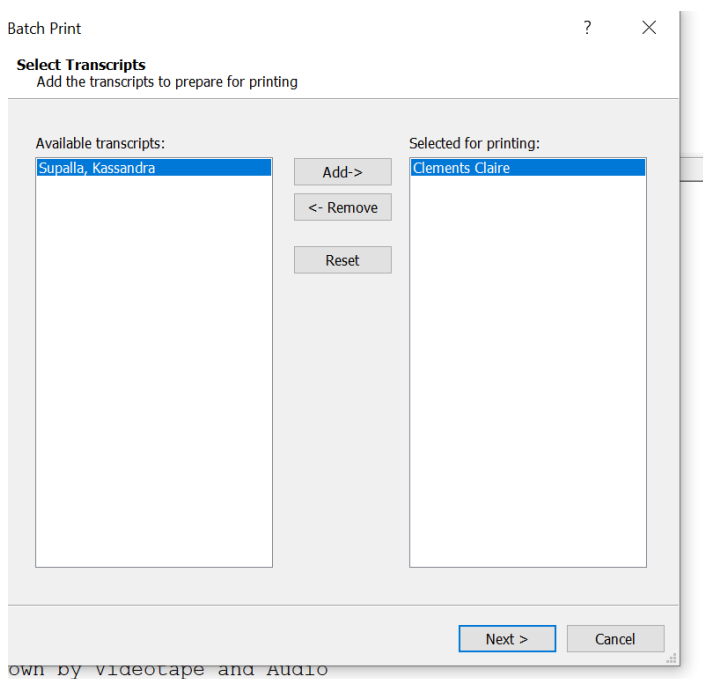 Batch Print ?
Select Transcripts
Add the transcripts to prepare for printing
Available transcripts: Selected for printing:
Supalla, Kassandra Add-> Clements Claire
<- Remove
Reset
Next > Cancel
own by Videotape and Audio